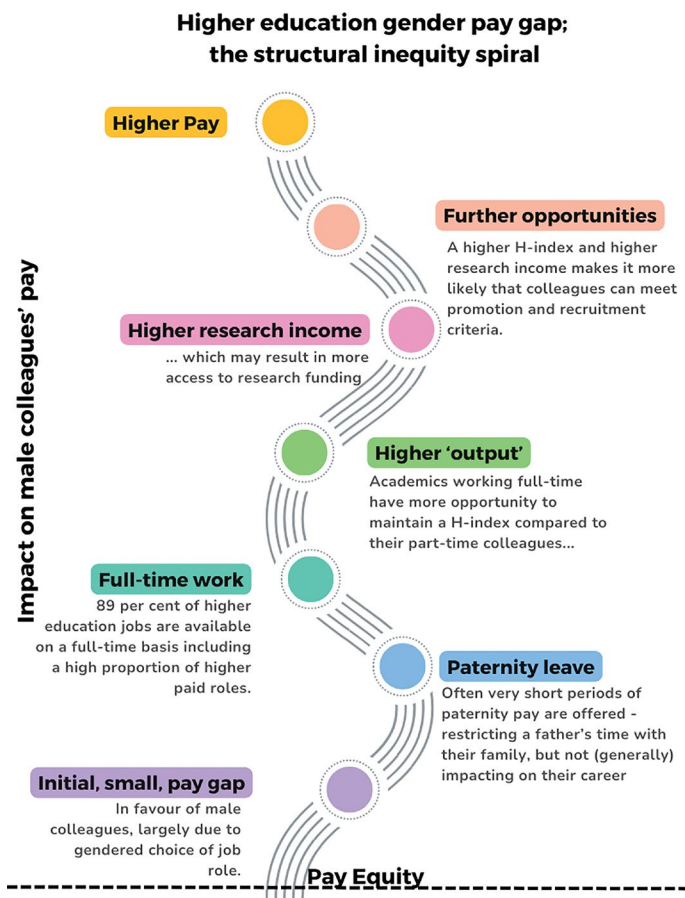 Higher education gender pay gap;
the structural inequity spiral
Higher Pay
Further opportunities
A higher H-index and higher
research income makes it more
likely that colleagues can meet
promotion and recruitment
criteria.
Higher research income
... which may result in more
access to research funding
Higher ‘output’
Academics working full-time
have more opportunity to
maintain a H-index compared to
their part-time colleagues...
Full-time work
89 per cent of higher
education jobs are available
on a full-time basis including
a high proportion of higher
paid roles.
Paternity leave
Often very short periods of
paternity pay are offered -
restricting a father’s time with
their family, but not (generally)
impacting on their career
Initial, small, pay gap
In favour of male
colleagues, largely due to
gendered choice of job
role.
Pay Equity
Impact on male colleagues’ pay